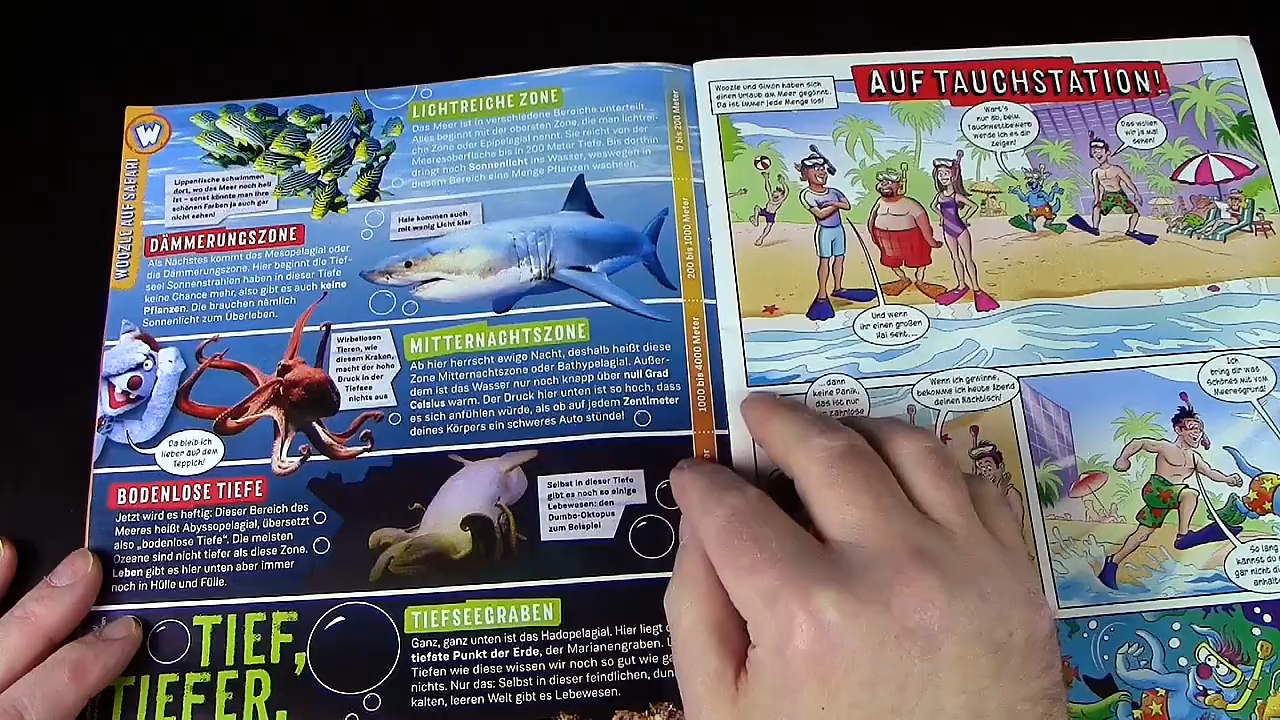 W
WOOZLE AUF SAFARI
LICHTREICHE ZONE
Das Meer ist in verschiedene Bereiche unterteilt.
Alles beginnt mit der obersten Zone, die man lichtrei-
che Zone oder Epipelagial nennt. Sie reicht von der
Meeresoberfläche bis in 200 Meter Tiefe. Bis dorthin
dringt noch Sonnenlicht ins Wasser, weswegen in
diesem Bereich eine Menge Pflanzen wachsen.
Lippenfische schwimmen
dort, wo das Meer noch hell
ist – sonst könnte man ihre
schönen Farben ja auch gar
nicht sehen!
0 bis 200 Meter
DÄMMERUNGSZONE
Als Nächstes kommt das Mesopelagial oder
die Dämmerungszone. Hier beginnt die Tief-
see! Sonnenstrahlen haben in dieser Tiefe
keine Chance mehr, also gibt es auch keine
Pflanzen. Die brauchen nämlich
Sonnenlicht zum Überleben.
Haie kommen auch
mit wenig Licht klar
200 bis 1000 Meter
MITTERNACHTSZONE
Ab hier herrscht ewige Nacht, deshalb heißt diese
Zone Mitternachtszone oder Bathypelagial. Außer-
dem ist das Wasser nur noch knapp über null Grad
Celsius warm. Der Druck hier unten ist so hoch, dass
es sich anfühlen würde, als ob auf jedem Zentimeter
deines Körpers ein schweres Auto stünde!
Wirbellosen
Tieren, wie
diesem Kraken,
macht der hohe
Druck in der
Tiefsee
nichts aus
1000 bis 4000 Meter
Da bleib ich
lieber auf dem
Teppich!
BODENLOSE TIEFE
Jetzt wird es heftig: Dieser Bereich des
Meeres heißt Abyssopelagial, übersetzt
also „bodenlose Tiefe“. Die meisten
Ozeane sind nicht tiefer als diese Zone.
Leben gibt es hier unten aber immer
noch in Hülle und Fülle.
Selbst in dieser Tiefe
gibt es noch so einige
Lebewesen: den
Dumbo-Oktopus
zum Beispiel
TIEF,
TIEFER,
TIEFSEEGRABEN
Ganz, ganz unten ist das Hadopelagial. Hier liegt
tiefste Punkt der Erde, der Marianengraben.
Tiefen wie diese wissen wir noch so gut wie
nichts. Nur das: Selbst in dieser feindlichen,
kalten, leeren Welt gibt es Lebewesen.
Woozle und Simon haben sich
einen Urlaub am Meer gegönnt.
Da ist immer jede Menge los!
AUF TAUCHSTATION!
Wart's
nur ab, beim
Tauchwettbewerb
werde ich es dir
zeigen!
Das wollen
wir ja mal
sehen!
Und wenn
ihr einen großen
Hai seht...
...dann
keine Panik,
das ist nur
zahnlose
Wenn ich gewinne,
bekomme ich heute Abend
deinen Nachtisch!
Ich
bring dir was
Schönes mit vom
Meeresgrund!
So lang
kannst du
gar nicht die